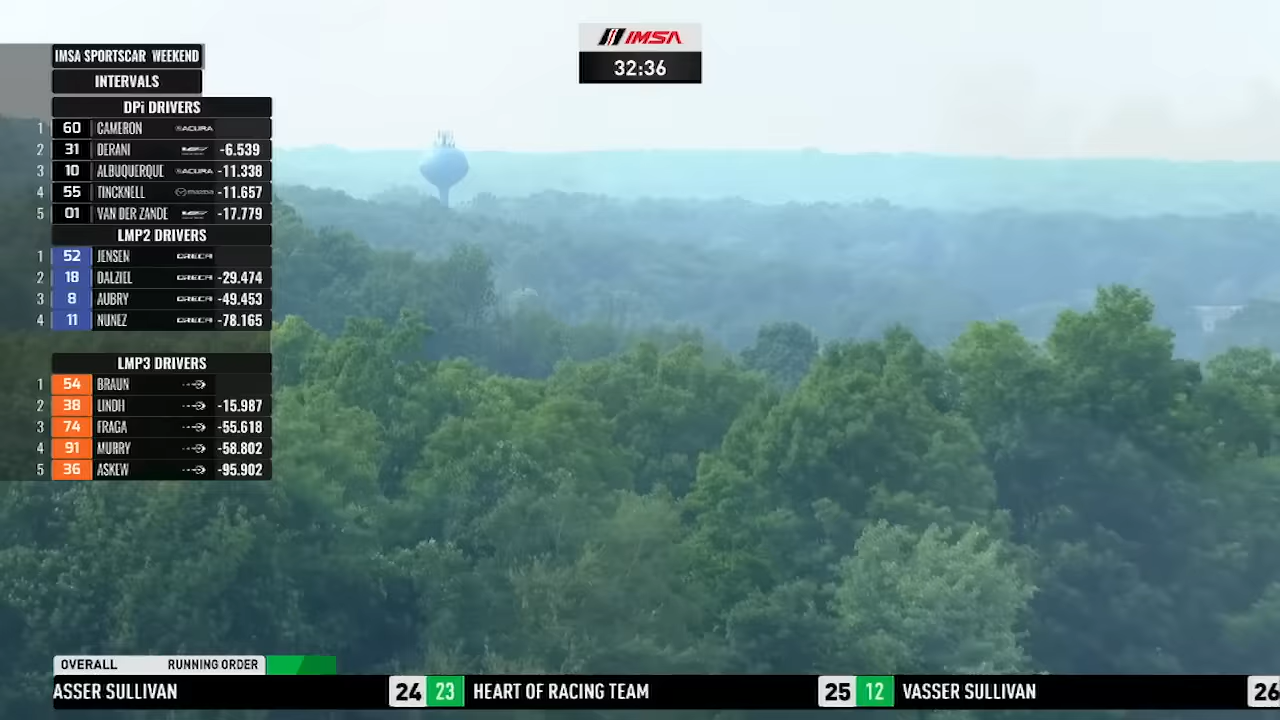 IMSA
32:36
IMSA SPORTSCAR WEEKEND
INTERVALS
DPi DRIVERS
1 60 CAMERON ACURA
2 31 DERANI -6.539
3 10 ALBUQUERQUE ACURA -11.338
4 55 TINCKNELL mazda -11.657
5 01 VAN DER ZANDE -17.779
LMP2 DRIVERS
1 52 JENSEN ORECA
2 18 DALZIEL ORECA -29.474
3 8 AUBRY ORECA -49.453
4 11 NUNEZ ORECA -78.165
LMP3 DRIVERS
1 54 BRAUN
2 38 LINDH -15.987
3 74 FRAGA -55.618
4 91 MURRY -58.802
5 36 ASKEW -95.902
OVERALL RUNNING ORDER
ASSER SULLIVAN 24 23 HEART OF RACING TEAM 25 12 VASSER SULLIVAN 26